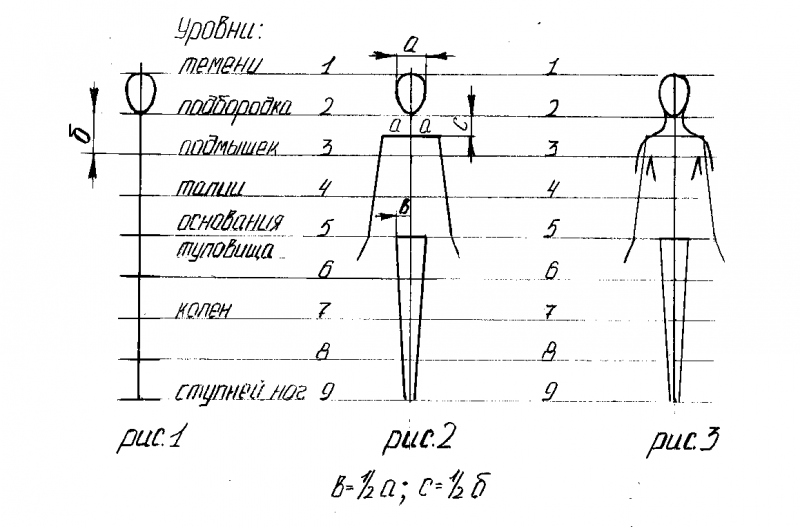 Уровни:
a
темени 1 1
подбородка 2 2
б a a c
подмышек 3 3
талии 4 4
в
основания 5 5
туловища
6 6
колен 7 7
8 8
ступней ног 9 9
рис.1 рис.2 рис.3
в=½a; c=½б